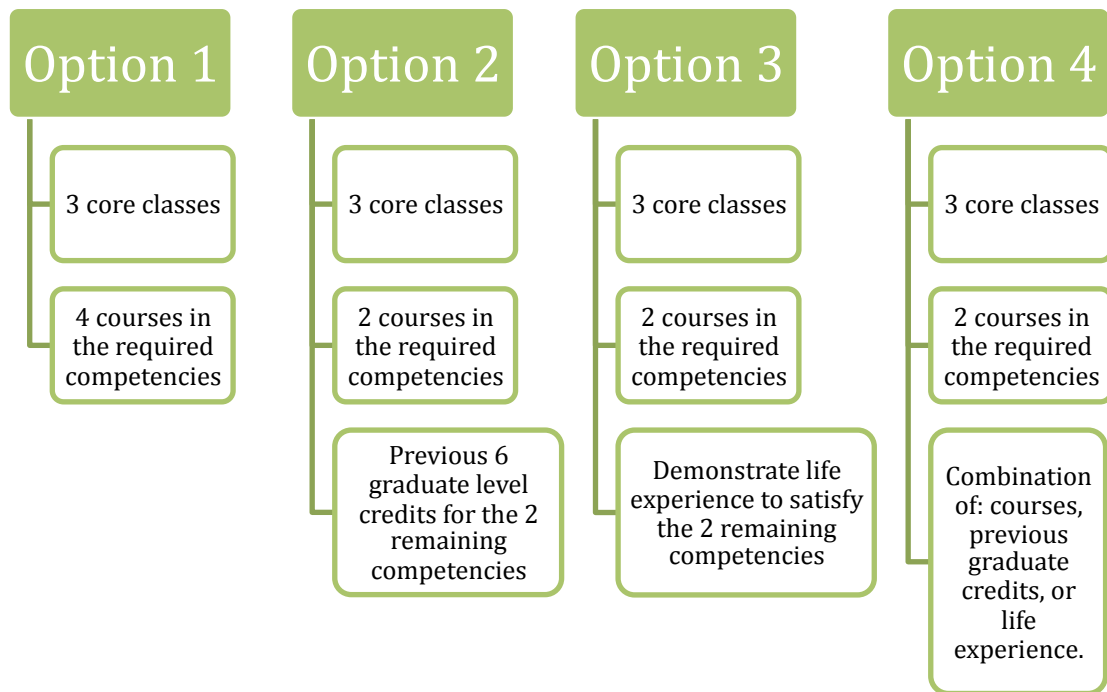 Option 1
3 core classes
4 courses in
the required
competencies
Option 2
3 core classes
2 courses in
the required
competencies
Previous 6
graduate level
credits for the 2
remaining
competencies
Option 3
3 core classes
2 courses in
the required
competencies
Demonstrate life
experience to satisfy
the 2 remaining
competencies
Option 4
3 core classes
2 courses in
the required
competencies
Combination
of: courses,
previous
graduate
credits, or
life
experience.